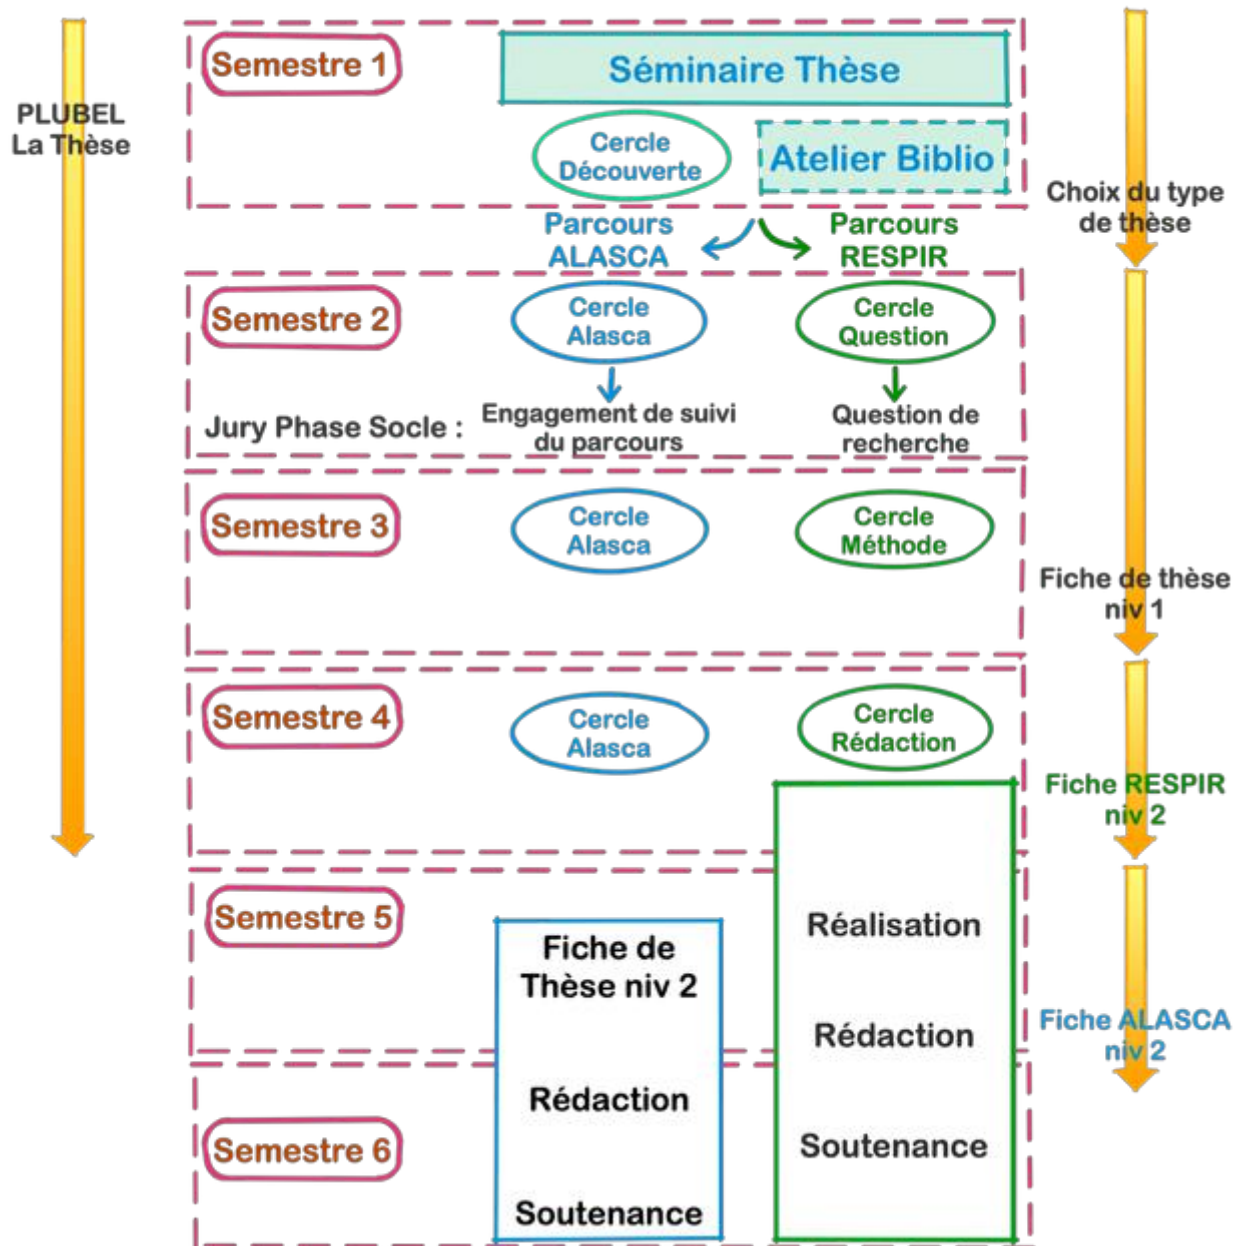 PLUBEL
La Thèse
Semestre 1
Séminaire Thèse
Cercle
Découverte
Atelier Biblio
Choix du type
de thèse
Parcours
ALASCA
Parcours
RESPIR
Semestre 2
Cercle
Alasca
Cercle
Question
Jury Phase Socle :
Engagement de suivi
du parcours
Question de
recherche
Semestre 3
Cercle
Alasca
Cercle
Méthode
Fiche de thèse
niv 1
Semestre 4
Cercle
Alasca
Cercle
Rédaction
Fiche RESPIR
niv 2
Semestre 5
Fiche de
Thèse niv 2
Réalisation
Rédaction
Fiche ALASCA
niv 2
Semestre 6
Rédaction
Soutenance
Soutenance